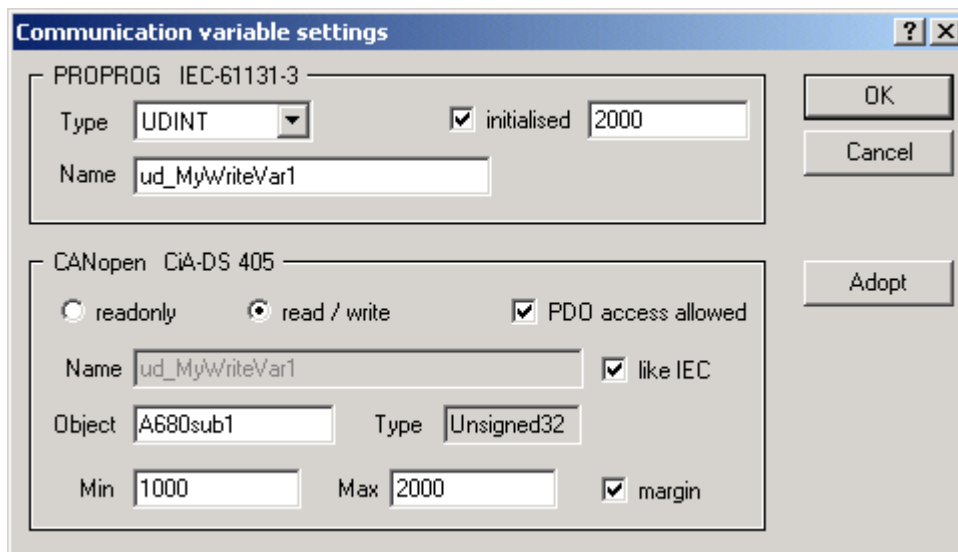 Communication variable settings
? X
PROPROG IEC-61131-3
Type UDINT initialised 2000
Name ud_MyWriteVar1
OK
Cancel
CANopen CiA-DS 405
readonly read / write PDO access allowed
Name ud_MyWriteVar1 like IEC
Object A680sub1 Type Unsigned32
Min 1000 Max 2000 margin
Adopt